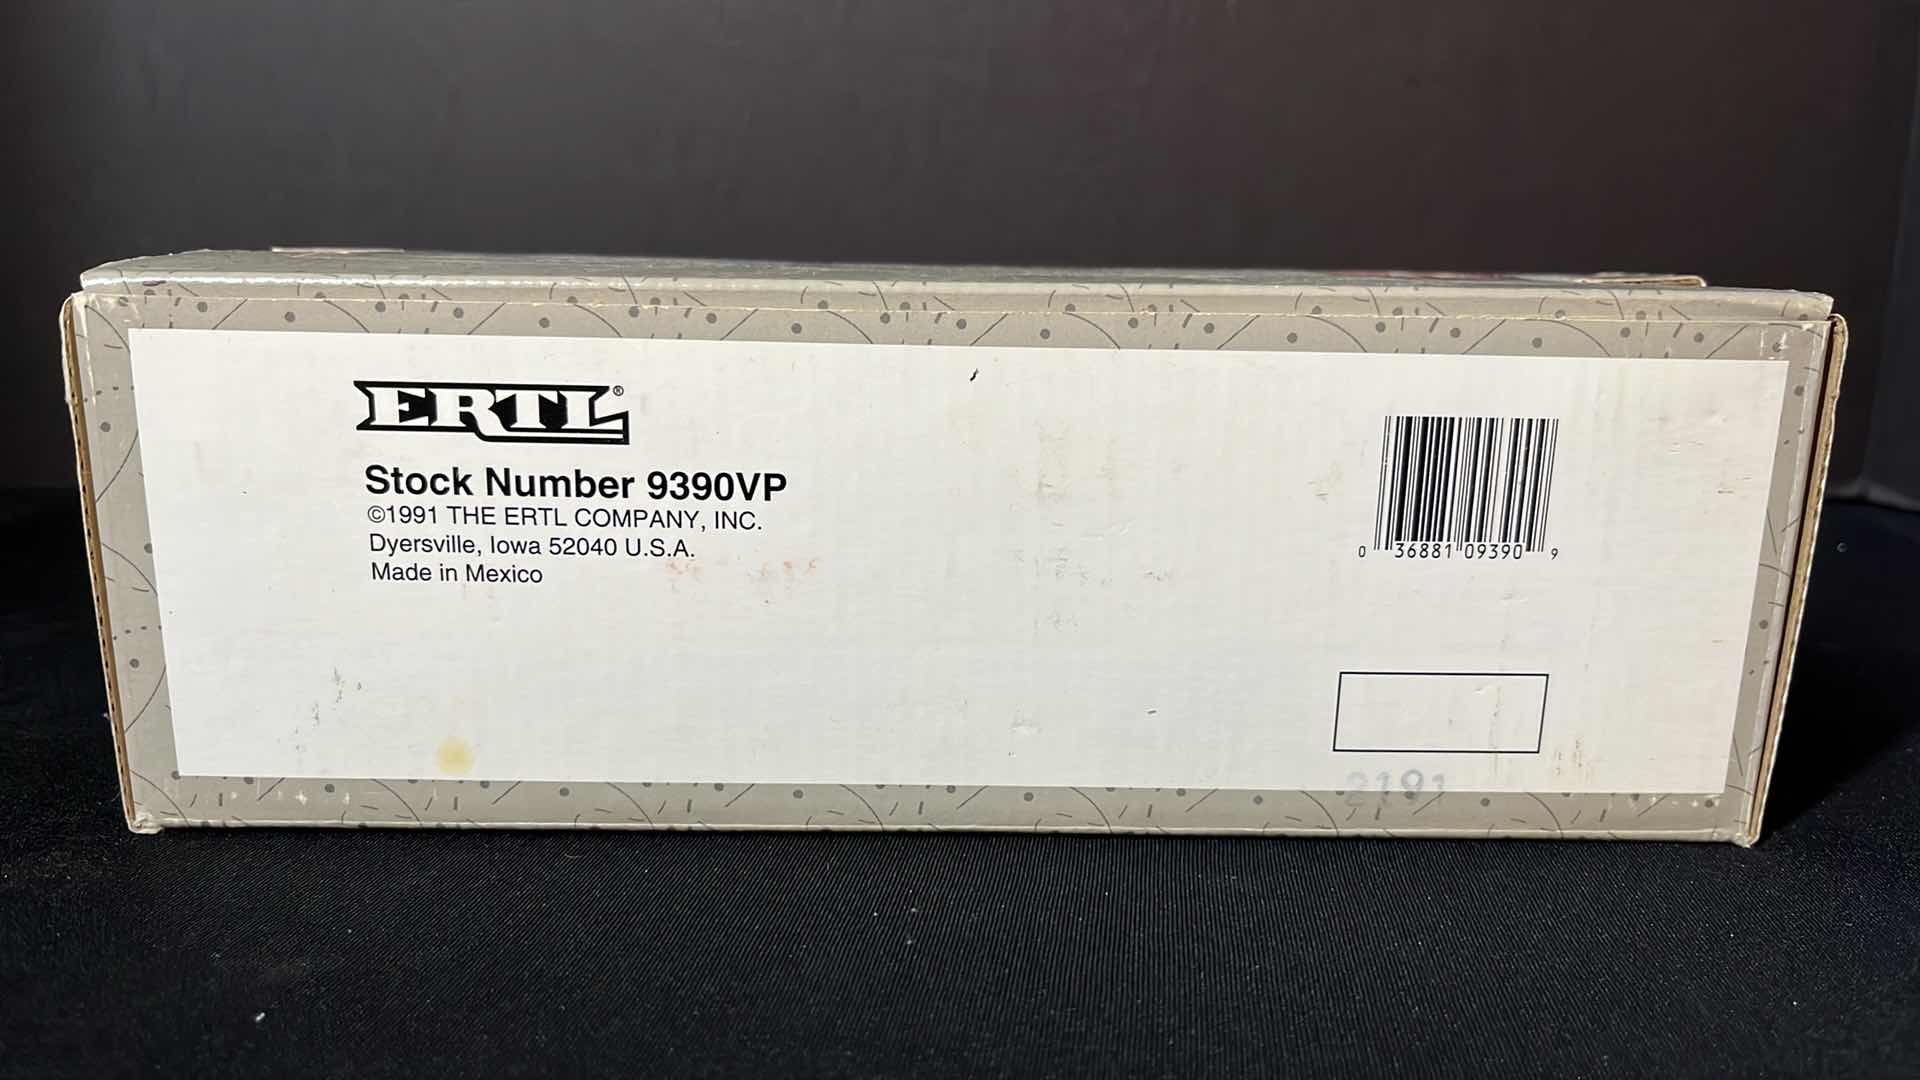 ERTL®
Stock Number 9390VP
©1991 THE ERTL COMPANY, INC.
Dyersville, Iowa 52040 U.S.A.
Made in Mexico
0 36881 09390 9
2191